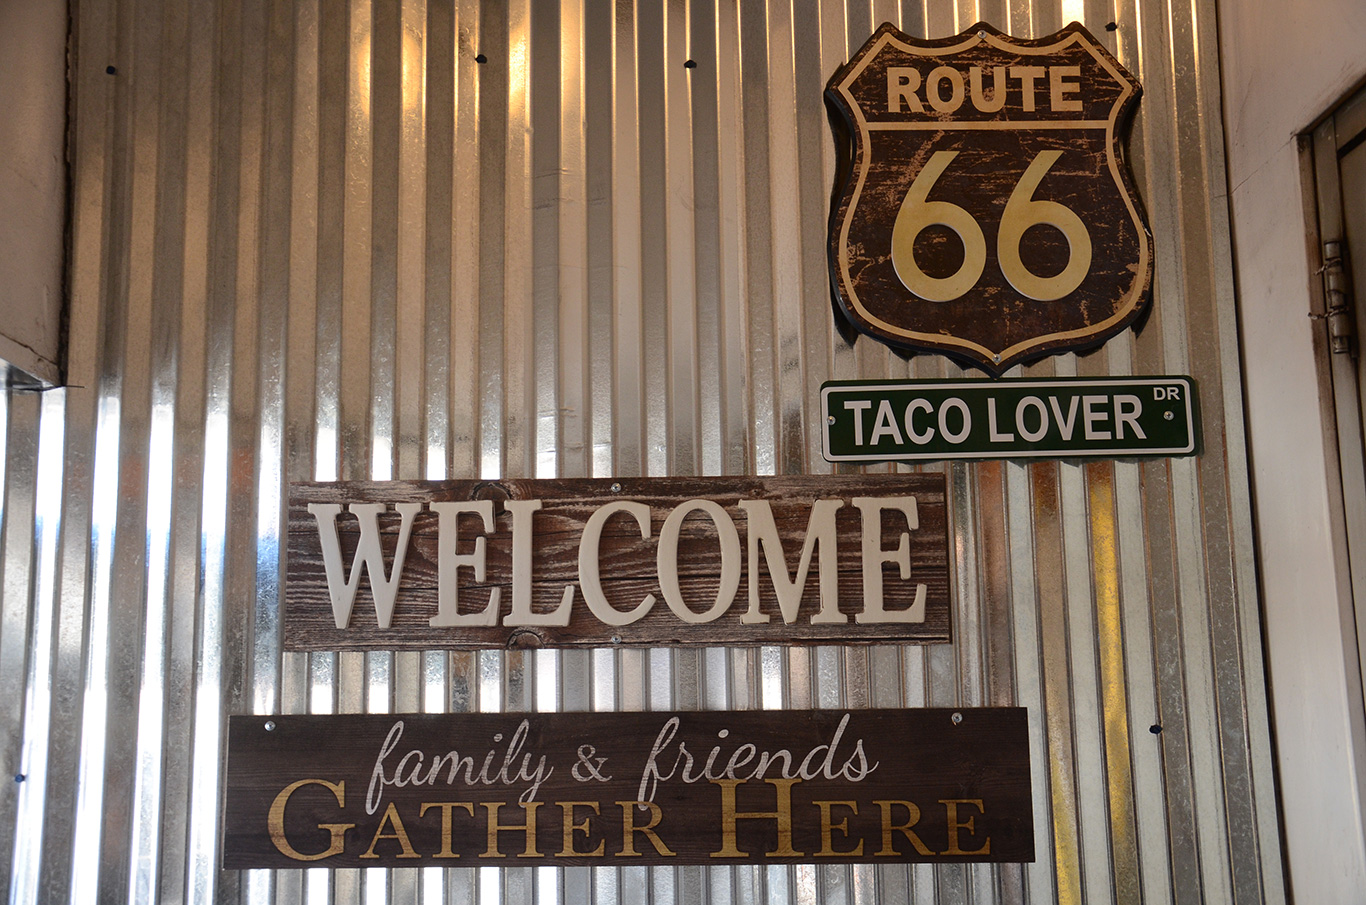 ROUTE
66
TACO LOVER DR
WELCOME
family & friends
GATHER HERE